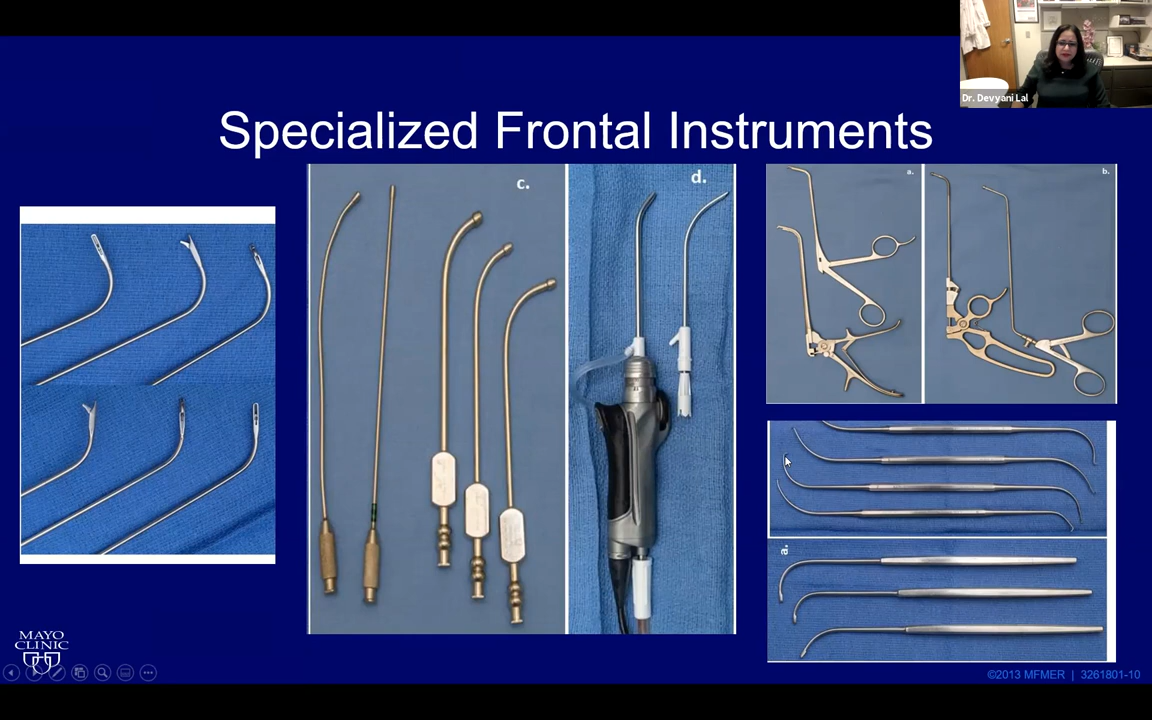 Dr. Devyani Lal
Specialized Frontal Instruments
c.
d.
a.
b.
a.
MAYO
CLINIC
©2013 MFMER | 3261801-10